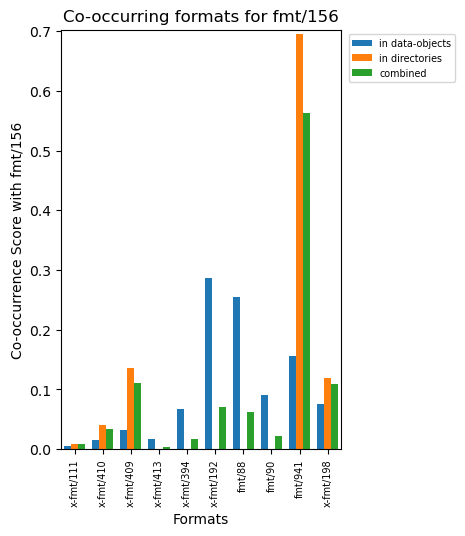 Co-occurring formats for fmt/156
in data-objects
in directories
combined
Co-occurrence Score with fmt/156
0.7
0.6
0.5
0.4
0.3
0.2
0.1
0.0
x-fmt/111
x-fmt/410
x-fmt/409
x-fmt/413
x-fmt/394
x-fmt/192
fmt/88
fmt/90
fmt/941
x-fmt/198
Formats